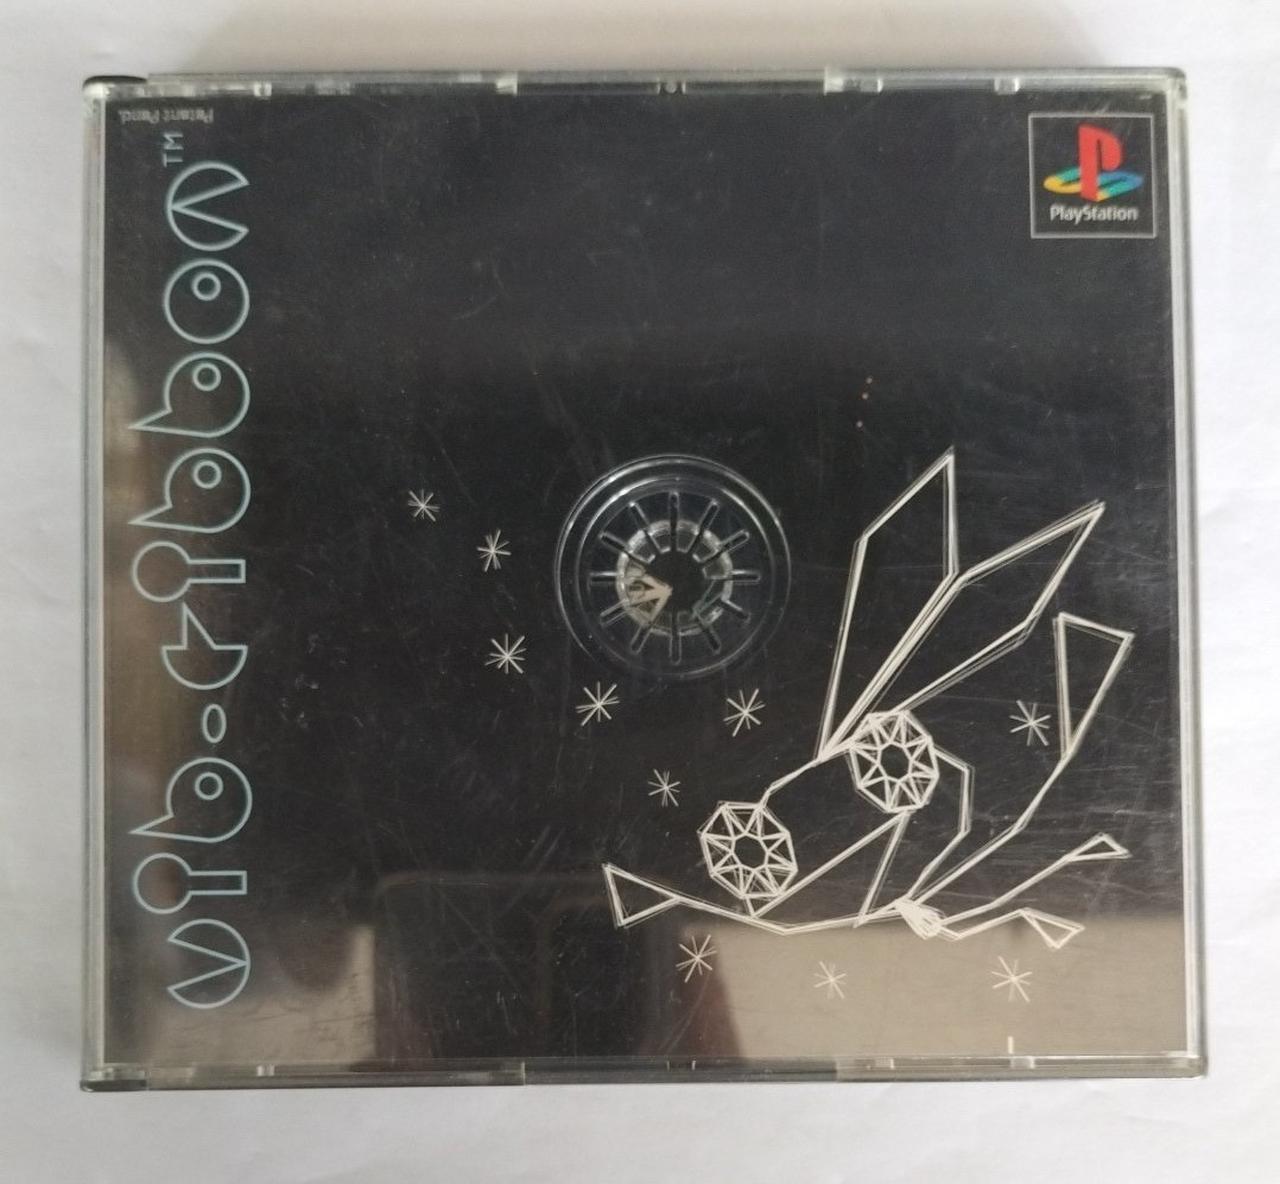 Patent Pend.
vib-ribbon™
PlayStation